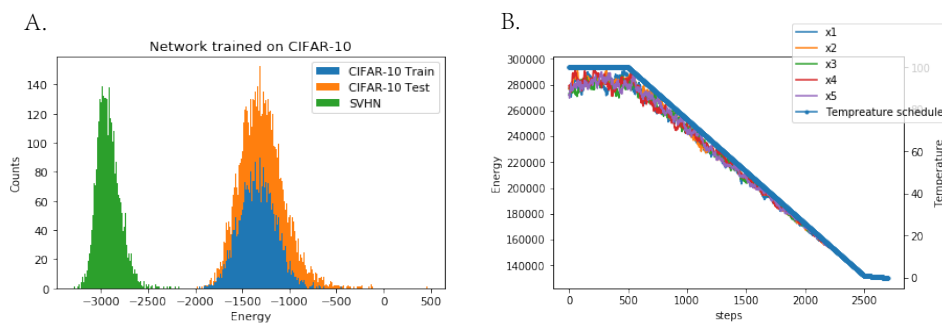 A.
Network trained on CIFAR-10
CIFAR-10 Train
CIFAR-10 Test
SVHN
140
120
100
80
60
40
20
0
Counts
−3000 −2500 −2000 −1500 −1000 −500 0 500
Energy
B.
x1
x2
x3
x4
x5
Tempreature schedule
300000
280000
260000
240000
220000
200000
180000
160000
140000
Energy
0 500 1000 1500 2000 2500
steps
100
80
60
40
20
0
Temperature